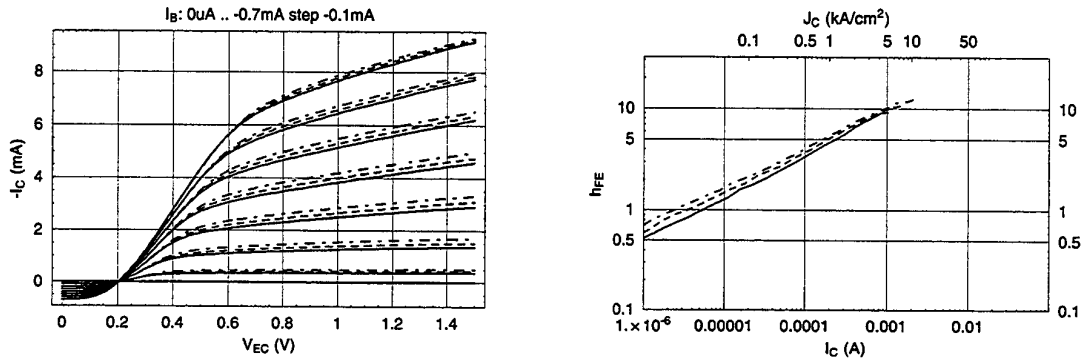 I_B: 0uA .. -0.7mA step -0.1mA
8
6
4
2
0
-I_C (mA)
0 0.2 0.4 0.6 0.8 1 1.2 1.4
V_EC (V)
J_C (kA/cm²)
0.1 0.5 1 5 10 50
10
5
1
0.5
0.1
h_FE
10
5
1
0.5
0.1
1.×10⁻⁶ 0.00001 0.0001 0.001 0.01
I_C (A)